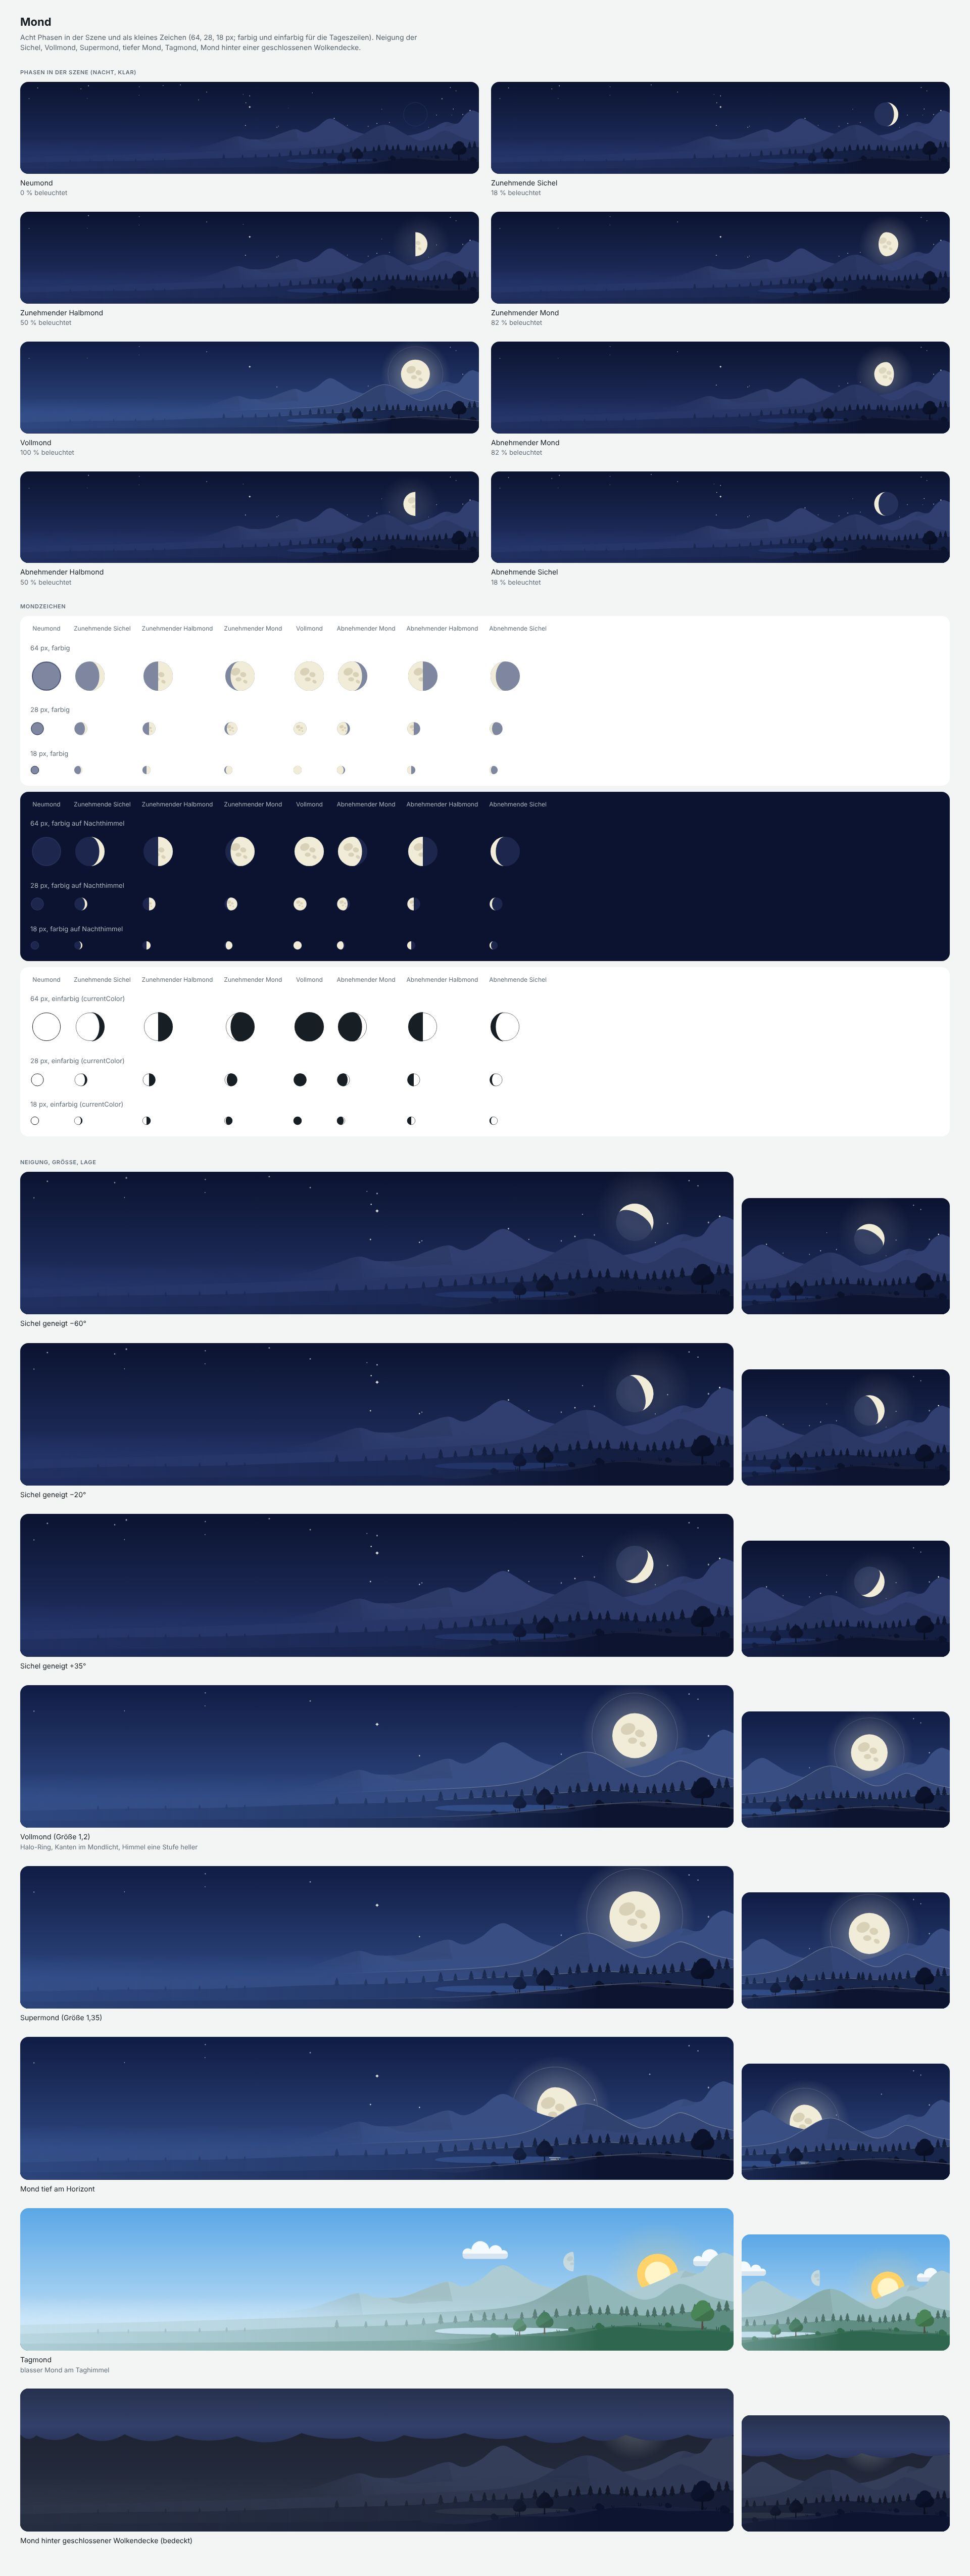 Mond
Acht Phasen in der Szene und als kleines Zeichen (64, 28, 18 px; farbig und einfarbig für die Tageszeilen). Neigung der
Sichel, Vollmond, Supermond, tiefer Mond, Tagmond, Mond hinter einer geschlossenen Wolkendecke.
PHASEN IN DER SZENE (NACHT, KLAR)
Neumond
0 % beleuchtet
Zunehmende Sichel
18 % beleuchtet
Zunehmender Halbmond
50 % beleuchtet
Zunehmender Mond
82 % beleuchtet
Vollmond
100 % beleuchtet
Abnehmender Mond
82 % beleuchtet
Abnehmender Halbmond
50 % beleuchtet
Abnehmende Sichel
18 % beleuchtet
MONDZEICHEN
Neumond Zunehmende Sichel Zunehmender Halbmond Zunehmender Mond Vollmond Abnehmender Mond Abnehmender Halbmond Abnehmende Sichel
64 px, farbig
28 px, farbig
18 px, farbig
Neumond Zunehmende Sichel Zunehmender Halbmond Zunehmender Mond Vollmond Abnehmender Mond Abnehmender Halbmond Abnehmende Sichel
64 px, farbig auf Nachthimmel
28 px, farbig auf Nachthimmel
18 px, farbig auf Nachthimmel
Neumond Zunehmende Sichel Zunehmender Halbmond Zunehmender Mond Vollmond Abnehmender Mond Abnehmender Halbmond Abnehmende Sichel
64 px, einfarbig (currentColor)
28 px, einfarbig (currentColor)
18 px, einfarbig (currentColor)
NEIGUNG, GRÖSSE, LAGE
Sichel geneigt −60°
Sichel geneigt −20°
Sichel geneigt +35°
Vollmond (Größe 1,2)
Halo-Ring, Kanten im Mondlicht, Himmel eine Stufe heller
Supermond (Größe 1,35)
Mond tief am Horizont
Tagmond
blasser Mond am Taghimmel
Mond hinter geschlossener Wolkendecke (bedeckt)